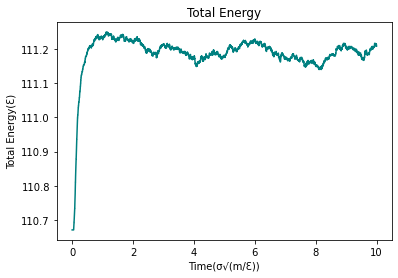 Total Energy
Total Energy(Ɛ)
111.2
111.1
111.0
110.9
110.8
110.7
0 2 4 6 8 10
Time(σ√(m/Ɛ))